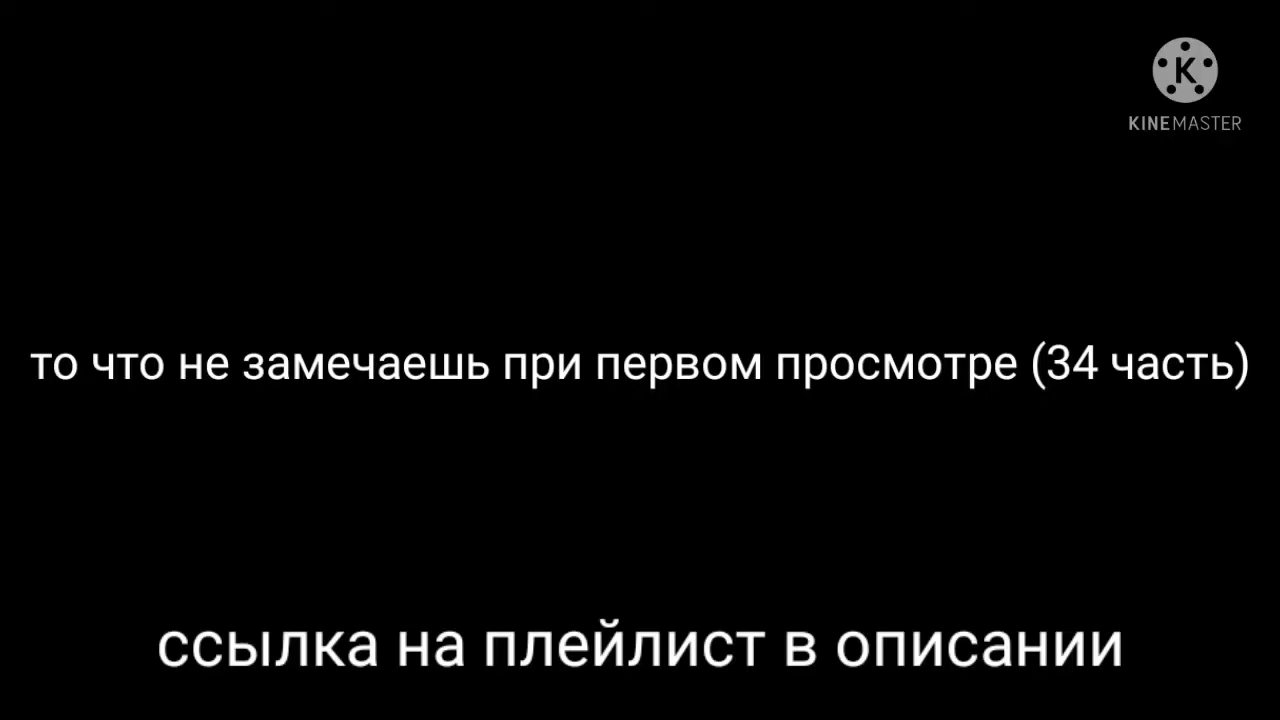 K
KINEMASTER
то что не замечаешь при первом просмотре (34 часть)
ссылка на плейлист в описании